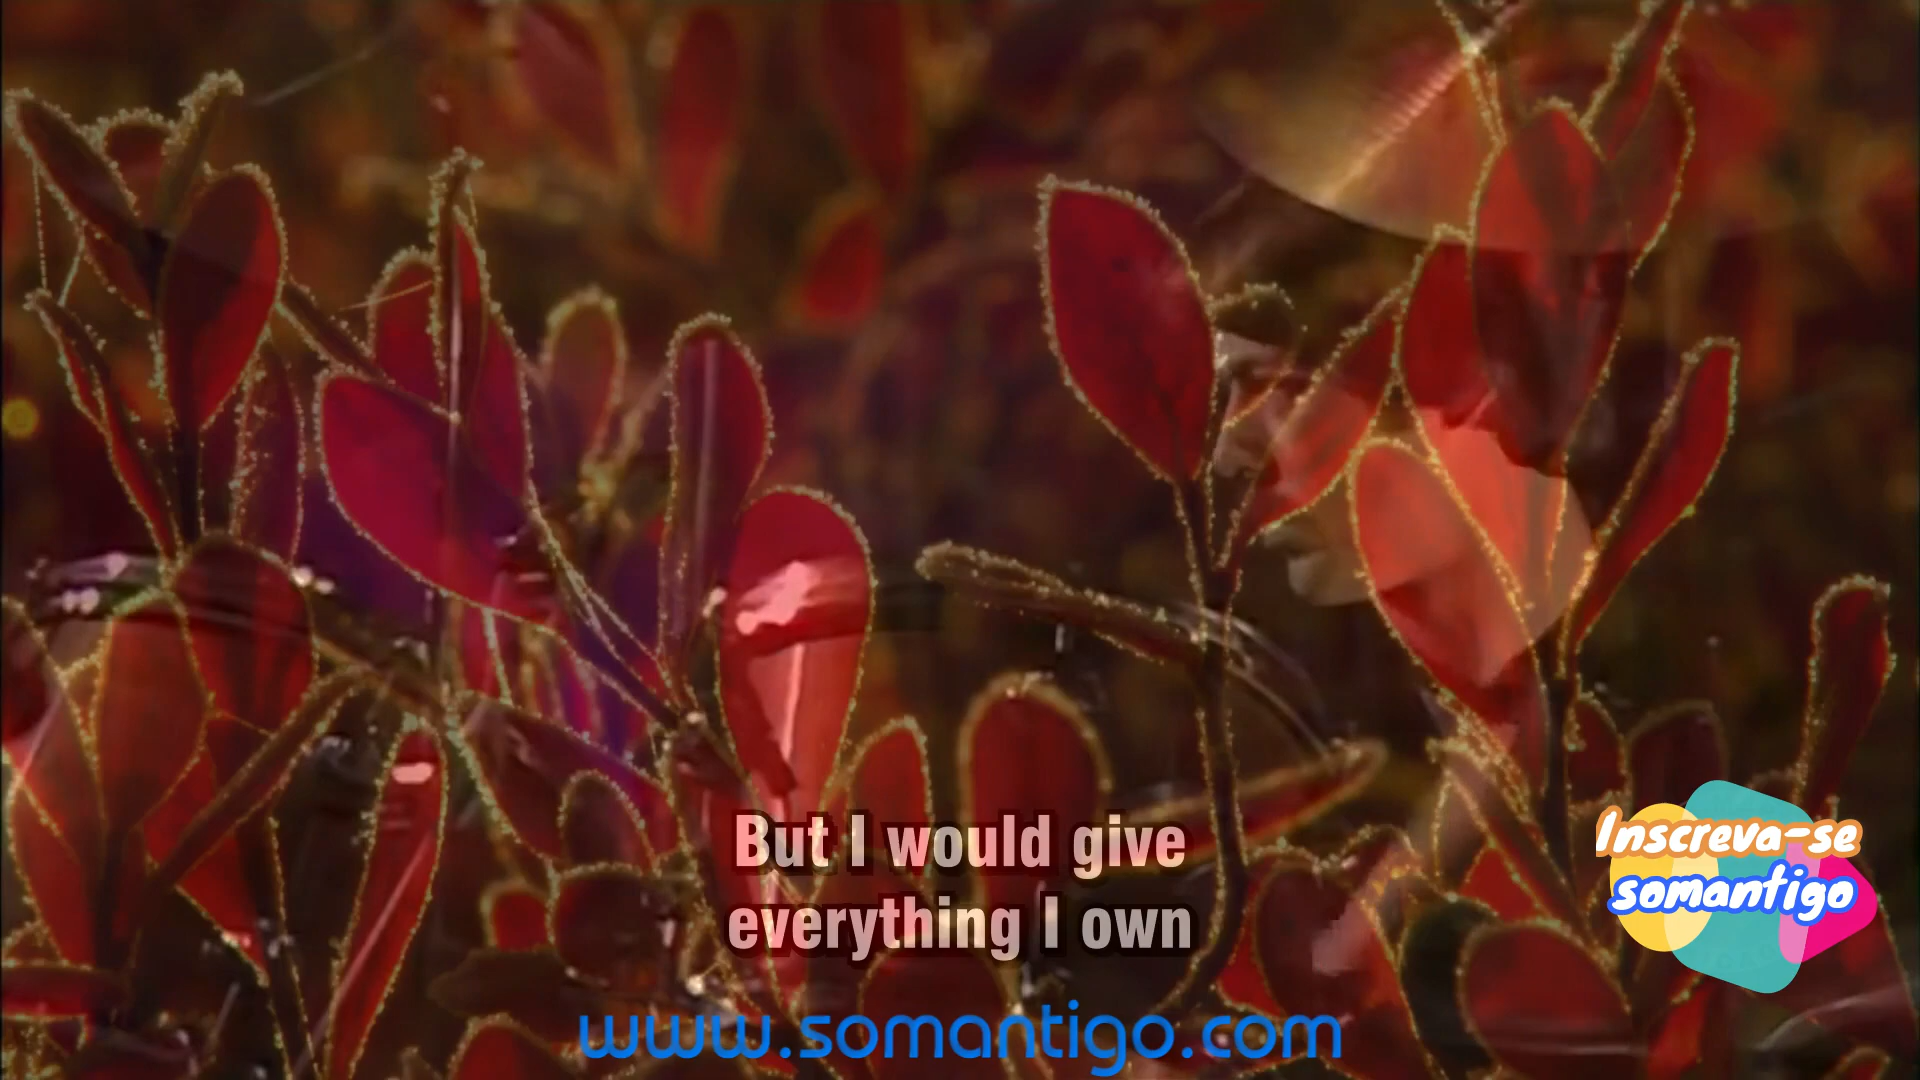 But I would give
everything I own
Inscreva-se
somantigo
www.somantigo.com